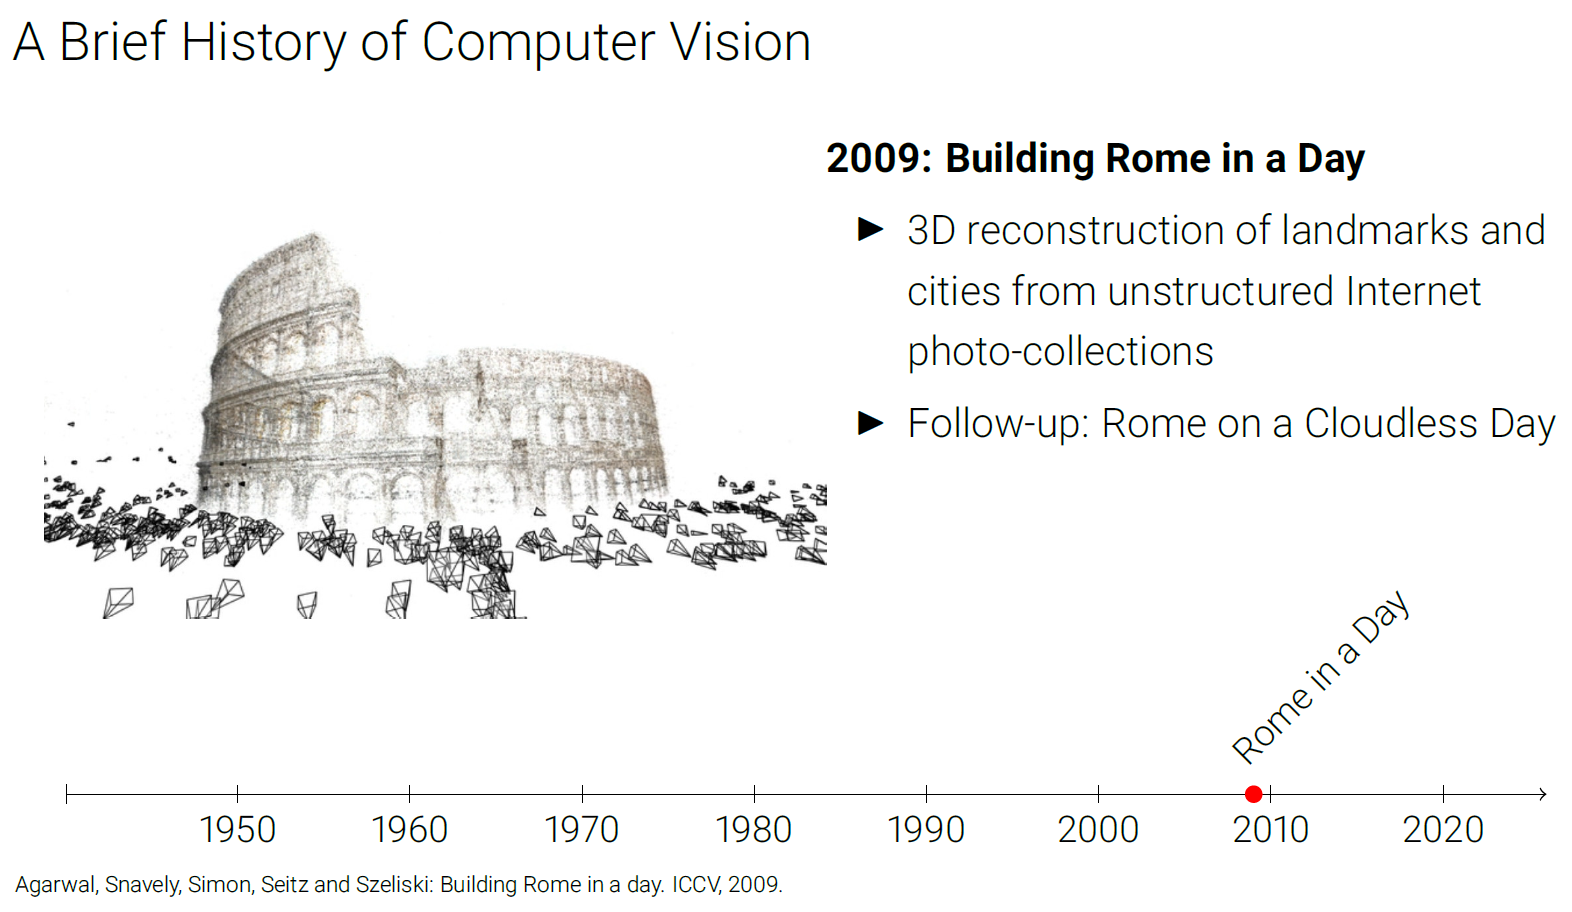 A Brief History of Computer Vision
2009: Building Rome in a Day
▶ 3D reconstruction of landmarks and
cities from unstructured Internet
photo-collections
▶ Follow-up: Rome on a Cloudless Day
Rome in a Day
1950 1960 1970 1980 1990 2000 2010 2020
Agarwal, Snavely, Simon, Seitz and Szeliski: Building Rome in a day. ICCV, 2009.